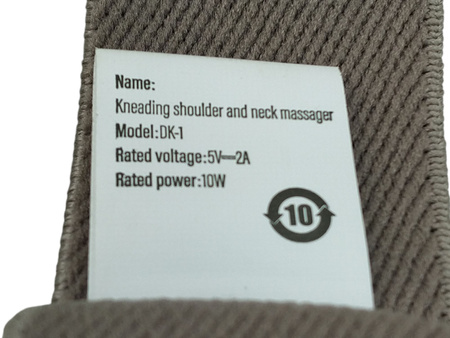 Name:
Kneading shoulder and neck massager
Model:DK-1
Rated voltage:5V⎓2A
Rated power:10W
10